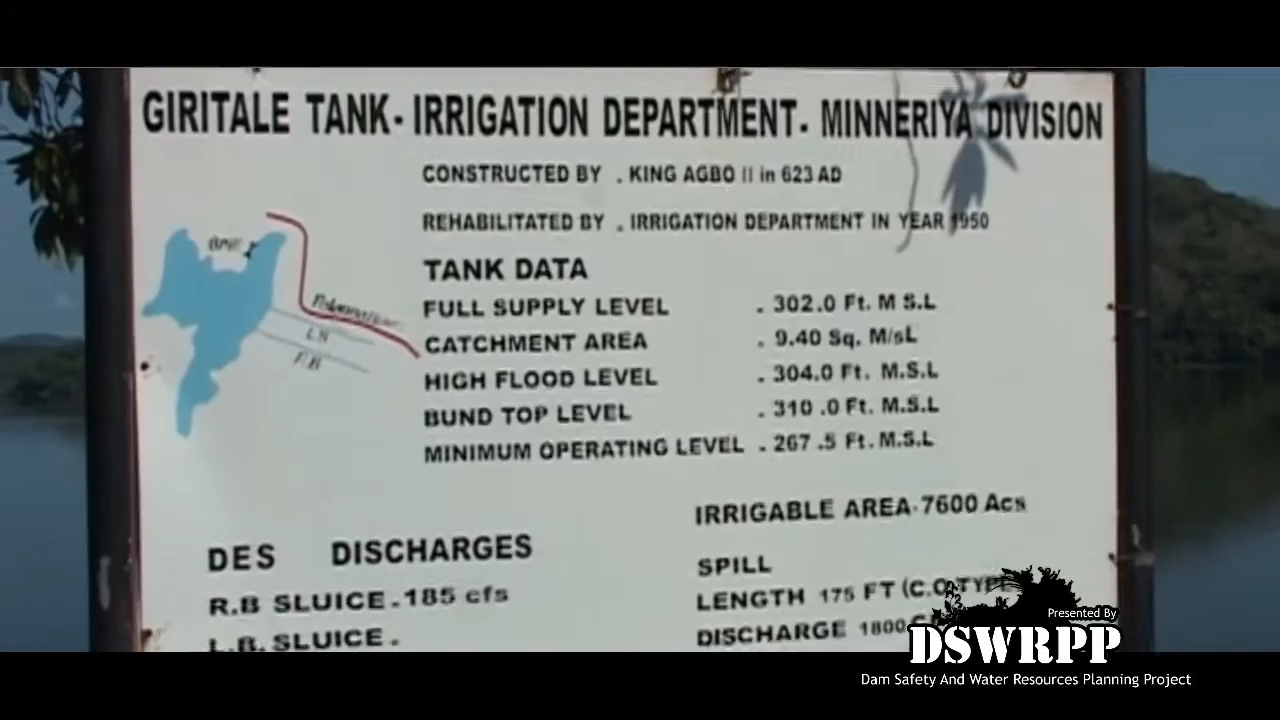 GIRITALE TANK. IRRIGATION DEPARTMENT. MINNERIYA DIVISION
CONSTRUCTED BY . KING AGBO II in 623 AD
REHABILITATED BY . IRRIGATION DEPARTMENT IN YEAR 1950
TANK DATA
FULL SUPPLY LEVEL . 302.0 Ft. M S.L
CATCHMENT AREA . 9.40 Sq. M/sL
HIGH FLOOD LEVEL . 304.0 Ft. M.S.L
BUND TOP LEVEL . 310 .0 Ft. M.S.L
MINIMUM OPERATING LEVEL . 267 .5 Ft. M.S.L
IRRIGABLE AREA-7600 Acs
DES DISCHARGES
R.B SLUICE . 185 cfs
L.B. SLUICE .
SPILL
LENGTH 175 FT (C.O.TYPE
DISCHARGE 1800
Presented By
DSWRPP
Dam Safety And Water Resources Planning Project